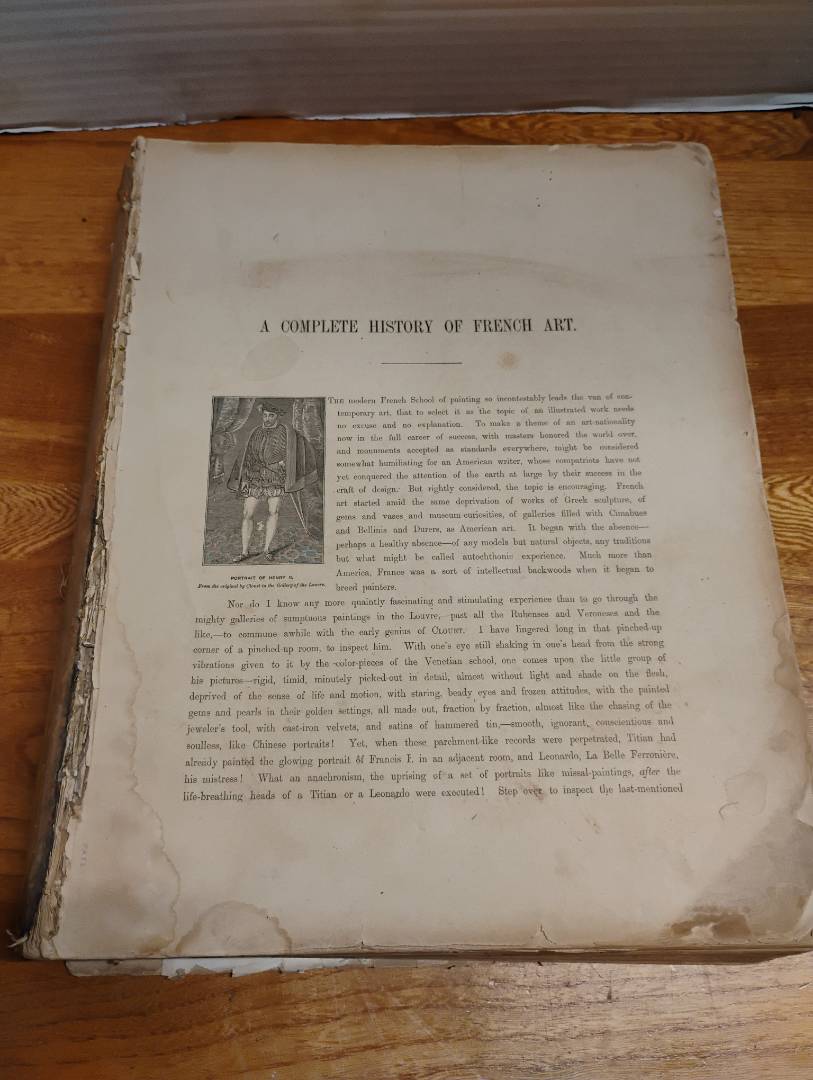 A COMPLETE HISTORY OF FRENCH ART.
THE modern French School of painting so incontestably leads the van of con-
temporary art, that to select it as the topic of an illustrated work needs
no excuse and no explanation. To make a theme of an art-nationality
now in the full career of success, with masters honored the world over,
and monuments accepted as standards everywhere, might be considered
somewhat humiliating for an American writer, whose compatriots have not
yet conquered the attention of the earth at large by their success in the
craft of design. But rightly considered, the topic is encouraging. French
art started amid the same deprivation of works of Greek sculpture, of
gems and vases and museum-curiosities, of galleries filled with Cimabues
and Bellinis and Durers, as American art. It began with the absence—
perhaps a healthy absence—of any models but natural objects, any traditions
but what might be called autochthonic experience. Much more than
America, France was a sort of intellectual backwoods when it began to
breed painters.
PORTRAIT OF HENRY II.
From the original by Clouet in the Gallery of the Louvre.
Nor do I know any more quaintly fascinating and stimulating experience than to go through the
mighty galleries of sumptuous paintings in the Louvre,—past all the Rubenses and Veroneses and the
like,—to commune awhile with the early genius of CLOUET. I have lingered long in that pinched-up
corner of a pinched-up room, to inspect him. With one's eye still shaking in one's head from the strong
vibrations given to it by the color-pieces of the Venetian school, one comes upon the little group of
his pictures—rigid, timid, minutely picked-out in detail, almost without light and shade on the flesh,
deprived of the sense of life and motion, with staring, beady eyes and frozen attitudes, with the painted
gems and pearls in their golden settings, all made out, fraction by fraction, almost like the chasing of the
jeweler's tool, with cast-iron velvets, and satins of hammered tin,—smooth, ignorant, conscientious and
soulless, like Chinese portraits! Yet, when these parchment-like records were perpetrated, Titian had
already painted the glowing portrait of Francis I. in an adjacent room, and Leonardo, La Belle Ferronière,
his mistress! What an anachronism, the uprising of a set of portraits like missal-paintings, after the
life-breathing heads of a Titian or a Leonardo were executed! Step over to inspect the last-mentioned